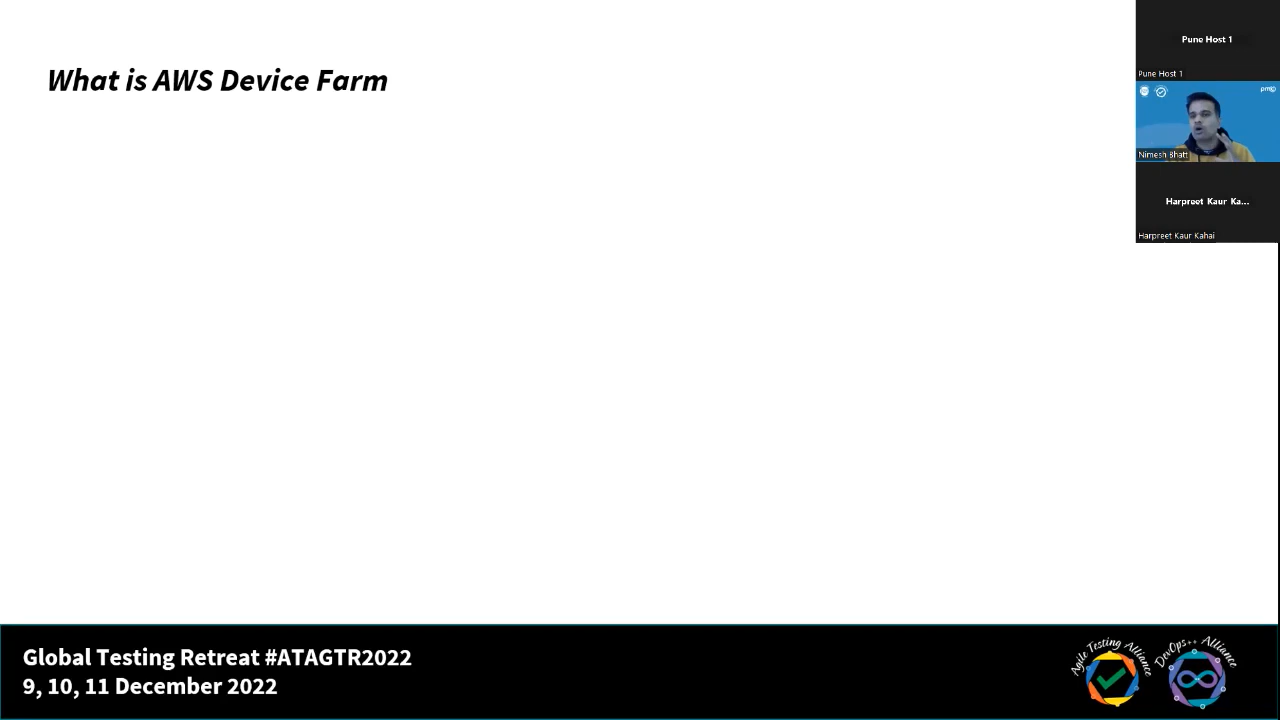 What is AWS Device Farm
Pune Host 1
Pune Host 1
Nimesh Bhatt
Harpreet Kaur Ka...
Harpreet Kaur Kahai
Global Testing Retreat #ATAGTR2022
9, 10, 11 December 2022
Agile Testing Alliance
DevOps++ Alliance